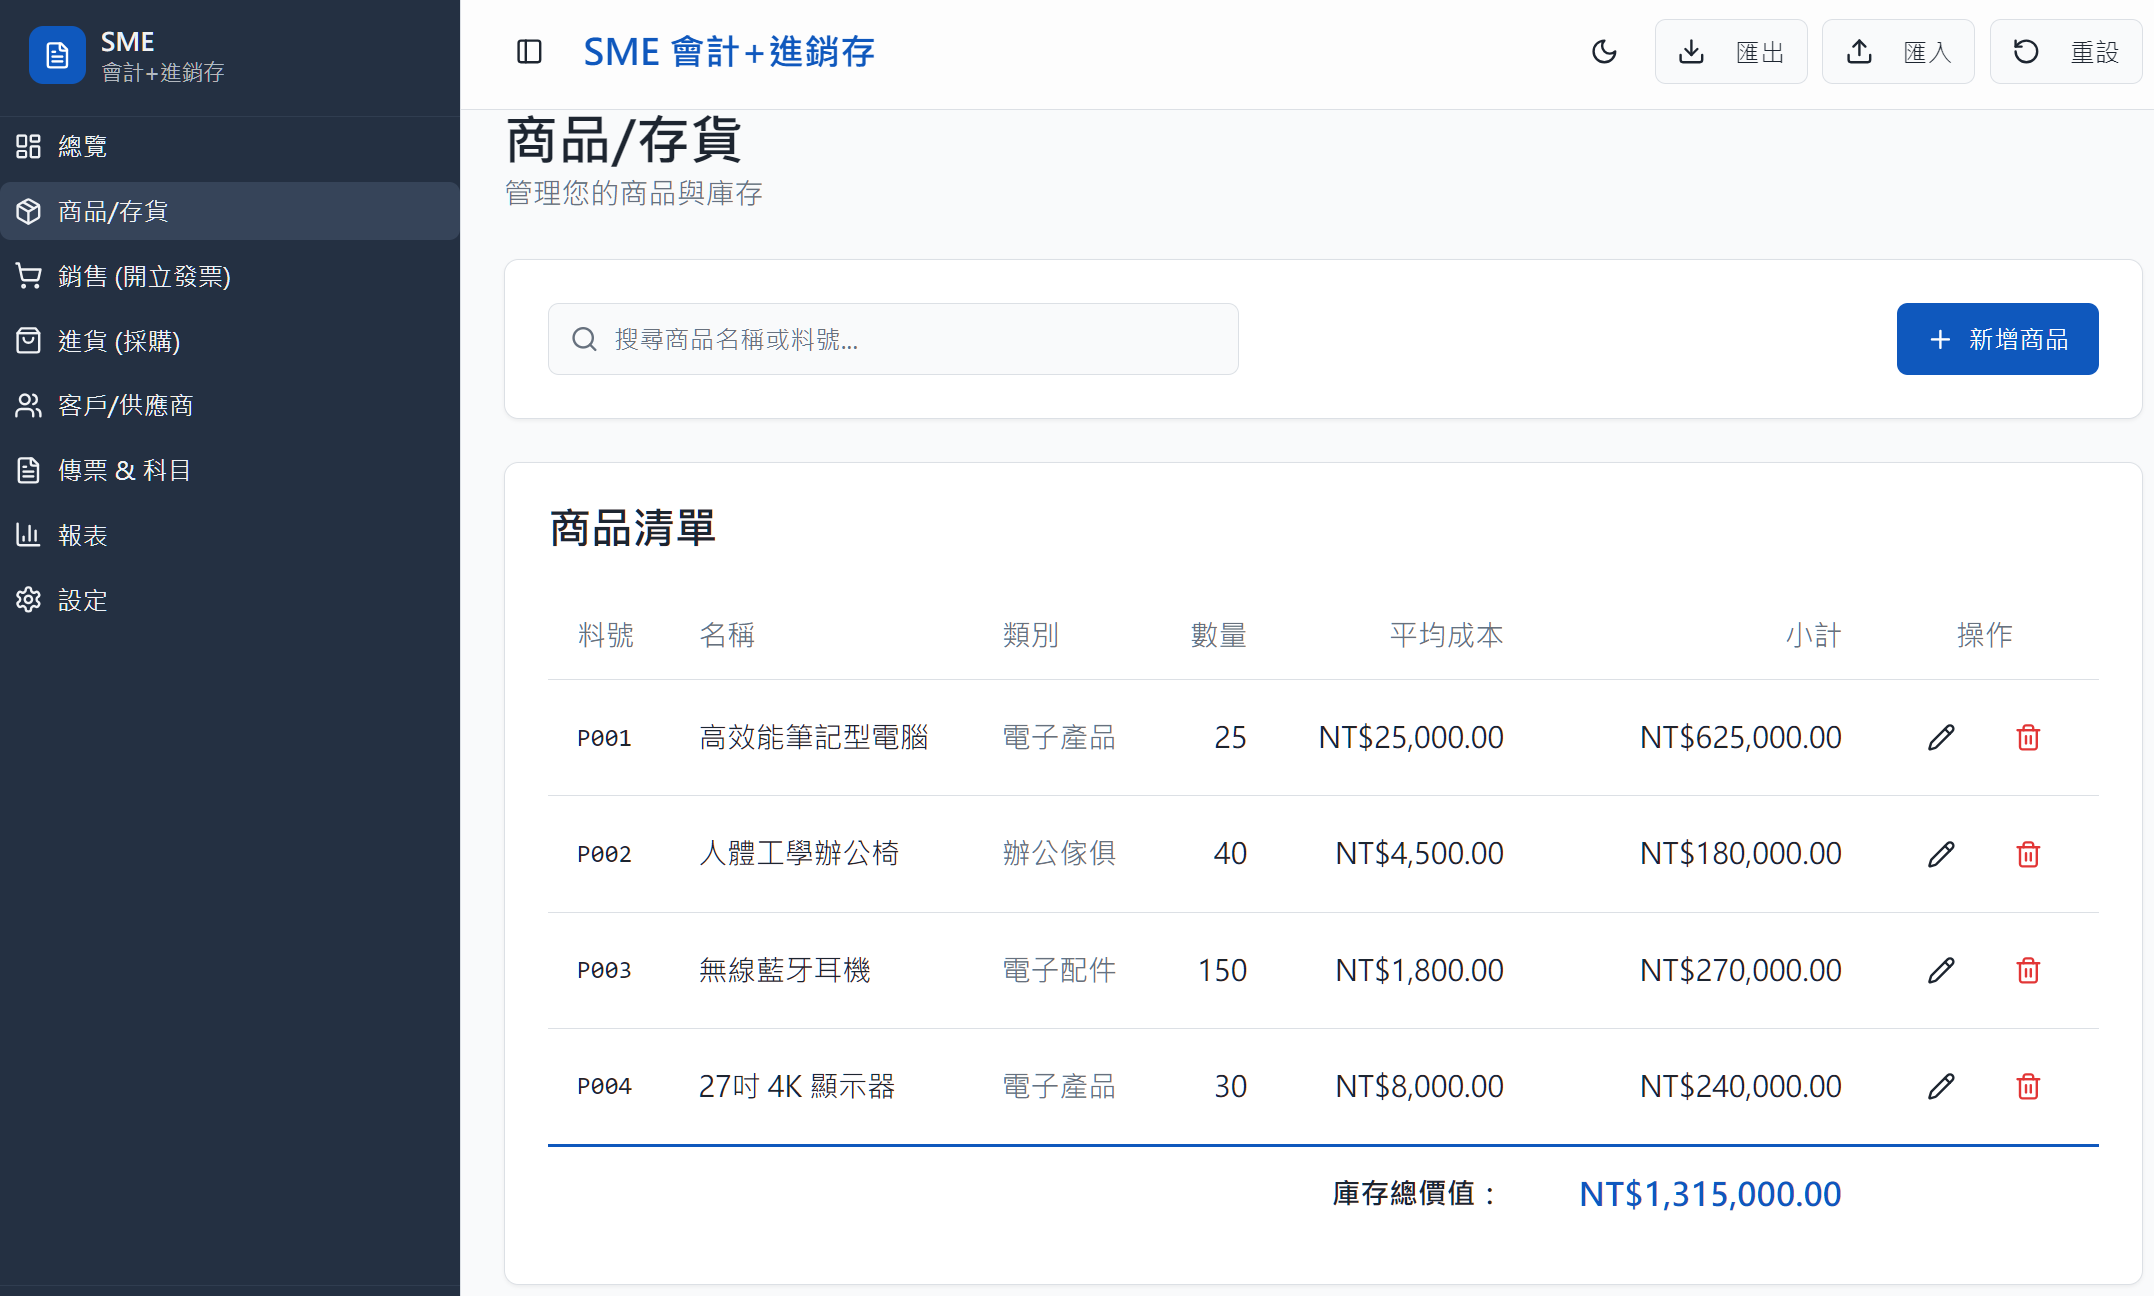 SME
會計+進銷存
總覽
商品/存貨
銷售 (開立發票)
進貨 (採購)
客戶/供應商
傳票 & 科目
報表
設定
SME 會計+進銷存
匯出
匯入
重設
商品/存貨
管理您的商品與庫存
搜尋商品名稱或料號...
新增商品
商品清單
料號 名稱 類別 數量 平均成本 小計 操作
P001 高效能筆記型電腦 電子產品 25 NT$25,000.00 NT$625,000.00
P002 人體工學辦公椅 辦公傢俱 40 NT$4,500.00 NT$180,000.00
P003 無線藍牙耳機 電子配件 150 NT$1,800.00 NT$270,000.00
P004 27吋 4K 顯示器 電子產品 30 NT$8,000.00 NT$240,000.00
庫存總價值： NT$1,315,000.00